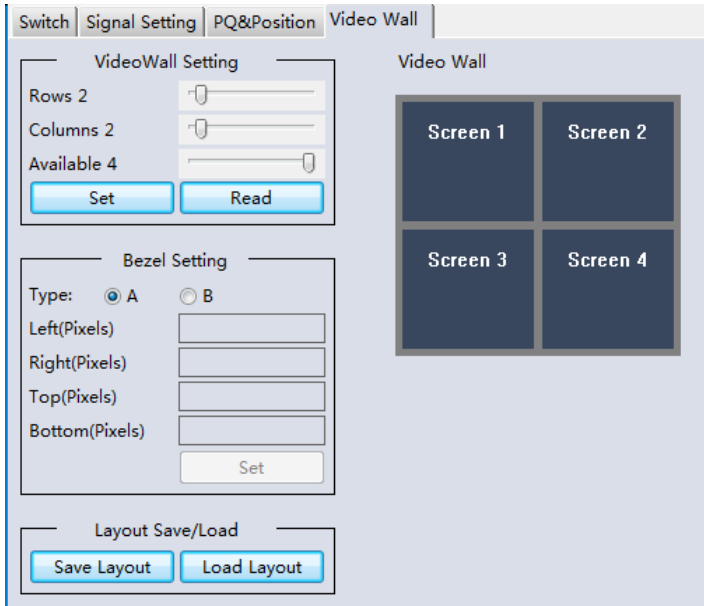 Switch Signal Setting PQ&Position Video Wall
VideoWall Setting
Rows 2
Columns 2
Available 4
Set Read
Bezel Setting
Type: A B
Left(Pixels)
Right(Pixels)
Top(Pixels)
Bottom(Pixels)
Set
Layout Save/Load
Save Layout Load Layout
Video Wall
Screen 1 Screen 2
Screen 3 Screen 4